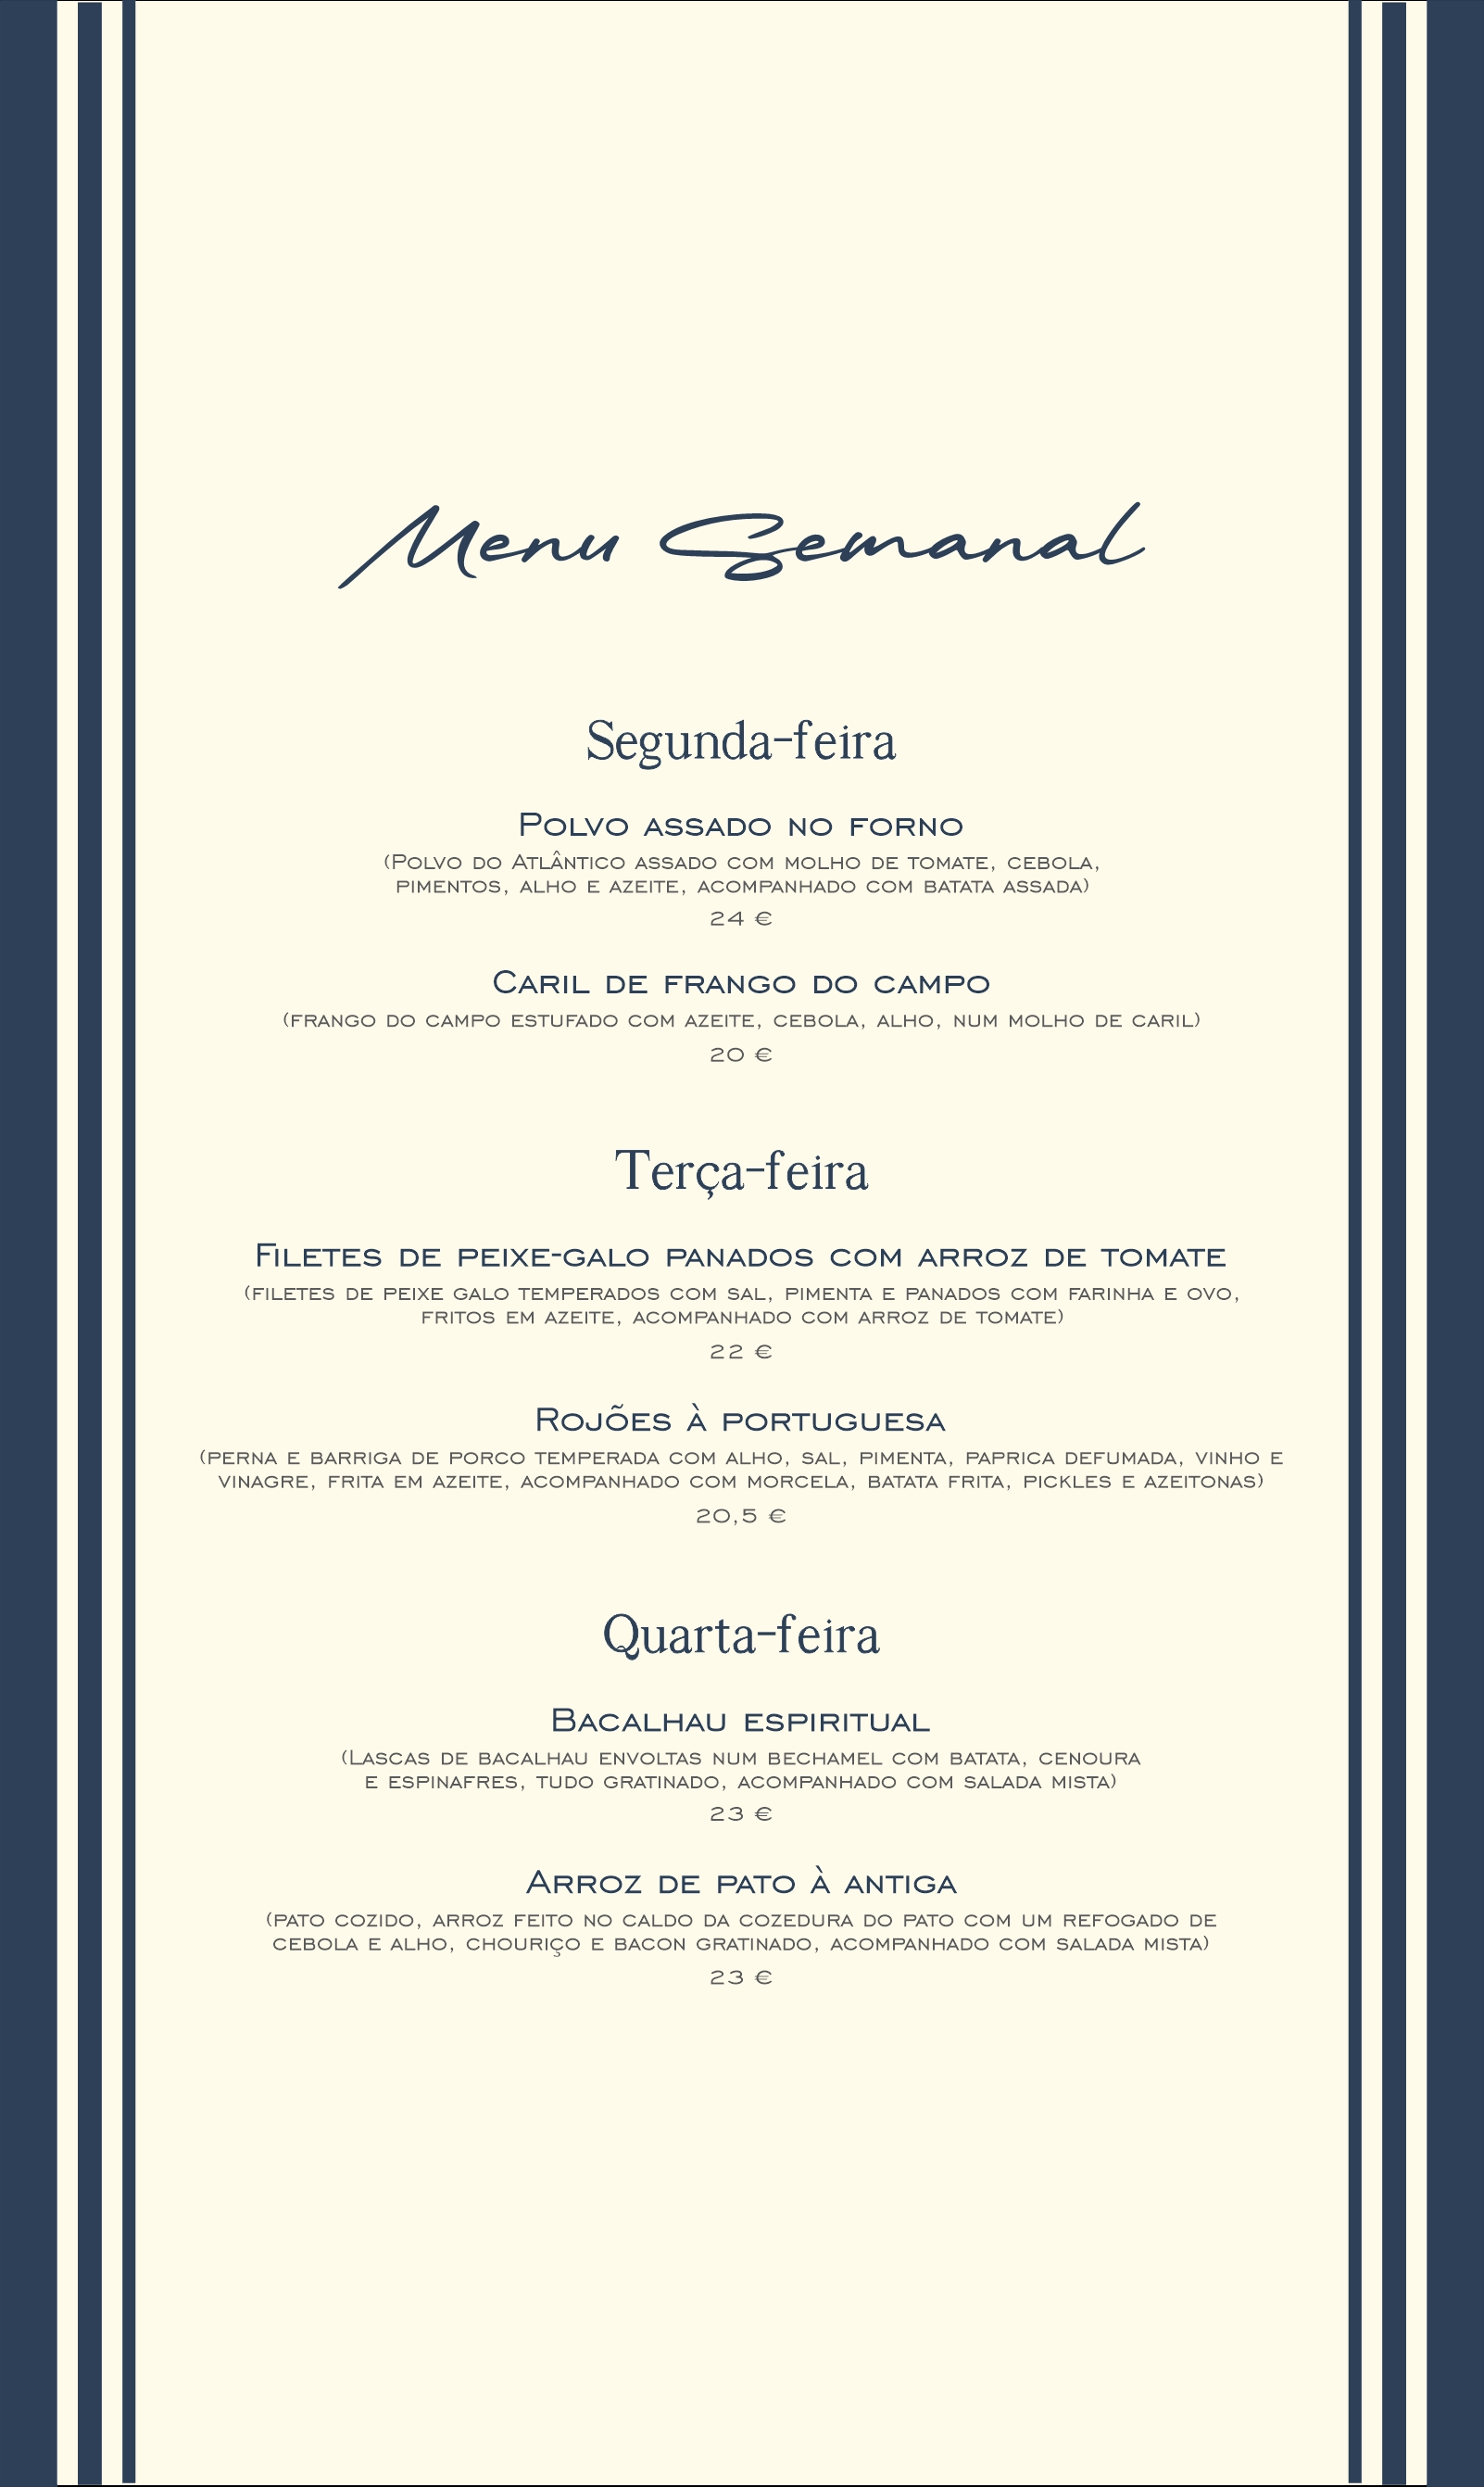 Menu Semanal
Segunda-feira
Polvo assado no forno
(Polvo do Atlântico assado com molho de tomate, cebola,
pimentos, alho e azeite, acompanhado com batata assada)
24 €
Caril de frango do campo
(frango do campo estufado com azeite, cebola, alho, num molho de caril)
20 €
Terça-feira
Filetes de peixe-galo panados com arroz de tomate
(filetes de peixe galo temperados com sal, pimenta e panados com farinha e ovo,
fritos em azeite, acompanhado com arroz de tomate)
22 €
Rojões à portuguesa
(perna e barriga de porco temperada com alho, sal, pimenta, paprica defumada, vinho e
vinagre, frita em azeite, acompanhado com morcela, batata frita, pickles e azeitonas)
20,5 €
Quarta-feira
Bacalhau espiritual
(Lascas de bacalhau envoltas num bechamel com batata, cenoura
e espinafres, tudo gratinado, acompanhado com salada mista)
23 €
Arroz de pato à antiga
(pato cozido, arroz feito no caldo da cozedura do pato com um refogado de
cebola e alho, chouriço e bacon gratinado, acompanhado com salada mista)
23 €